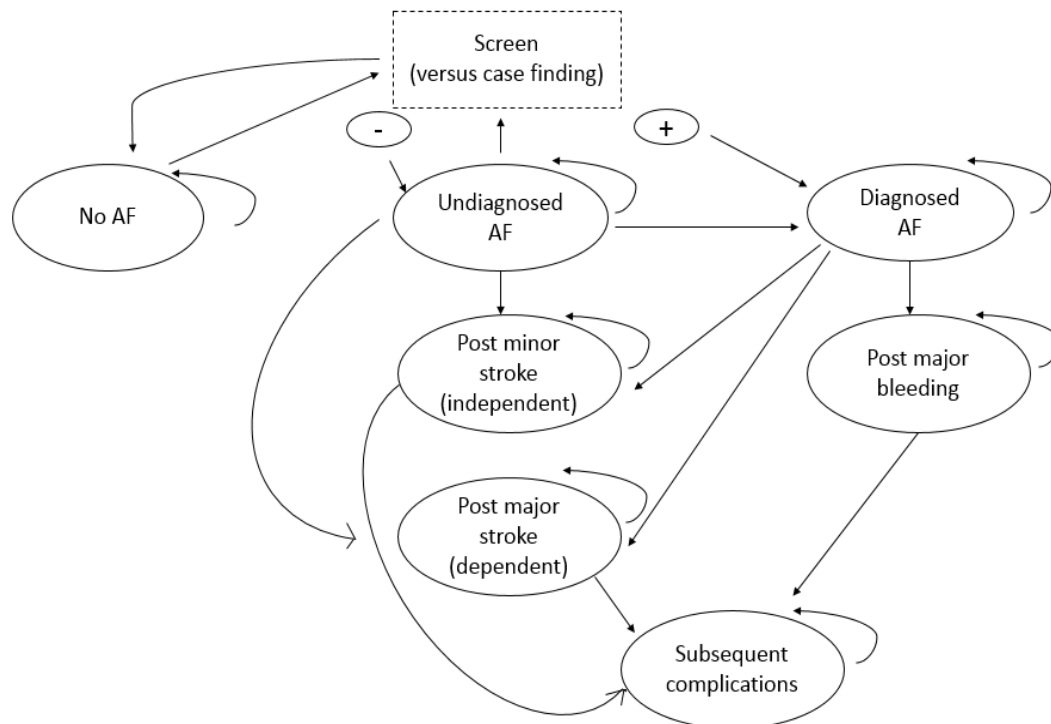 Screen
(versus case finding)
-
+
No AF
Undiagnosed
AF
Diagnosed
AF
Post minor
stroke
(independent)
Post major
bleeding
Post major
stroke
(dependent)
Subsequent
complications